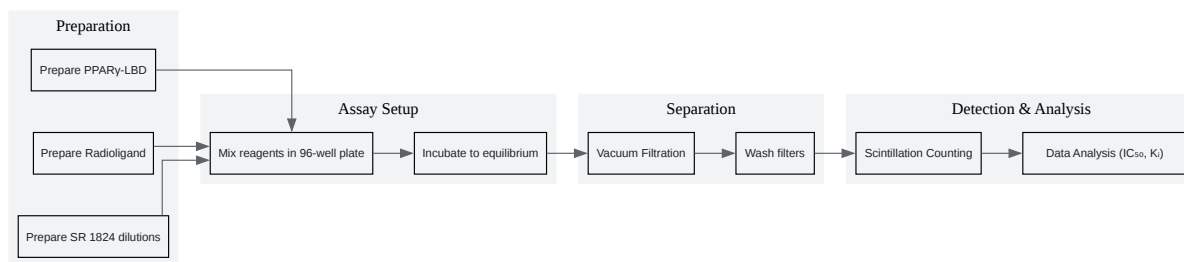 Preparation
Prepare PPARγ-LBD
Prepare Radioligand
Prepare SR 1824 dilutions
Assay Setup
Mix reagents in 96-well plate
Incubate to equilibrium
Separation
Vacuum Filtration
Wash filters
Detection & Analysis
Scintillation Counting
Data Analysis (IC₅₀, Kᵢ)